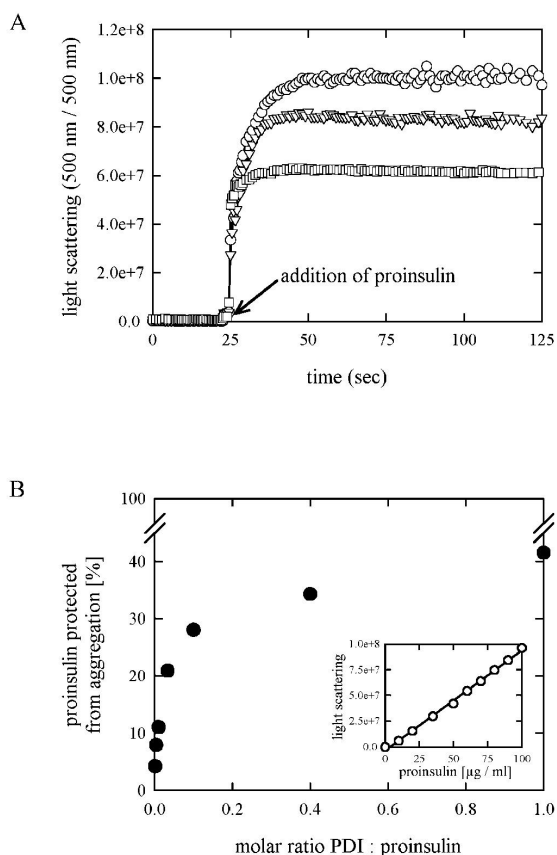 A
light scattering (500 nm / 500 nm)
1.2e+8
1.0e+8
8.0e+7
6.0e+7
4.0e+7
2.0e+7
0.0
addition of proinsulin
0 25 50 75 100 125
time (sec)
B
proinsulin protected
from aggregation [%]
100
40
30
20
10
0
light scattering
1.0e+8
7.5e+7
5.0e+7
2.5e+7
0.0
0 25 50 75 100
proinsulin [µg / ml]
0.0 0.2 0.4 0.6 0.8 1.0
molar ratio PDI : proinsulin